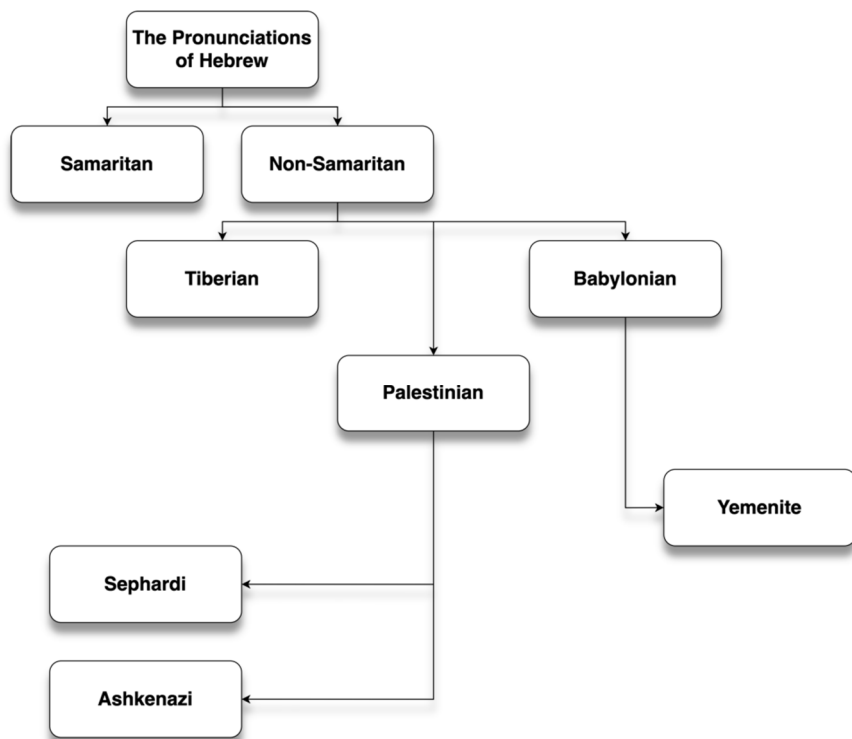 The Pronunciations
of Hebrew
Samaritan
Non-Samaritan
Tiberian
Babylonian
Palestinian
Yemenite
Sephardi
Ashkenazi